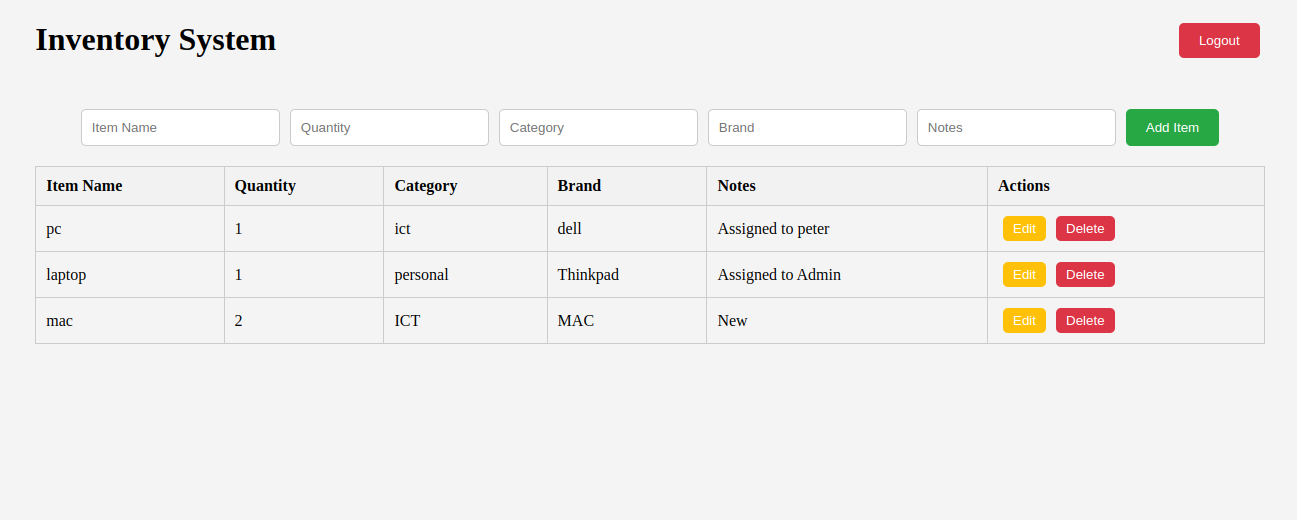 Inventory System
Logout
Item Name Quantity Category Brand Notes Add Item
Item Name Quantity Category Brand Notes Actions
pc 1 ict dell Assigned to peter Edit Delete
laptop 1 personal Thinkpad Assigned to Admin Edit Delete
mac 2 ICT MAC New Edit Delete